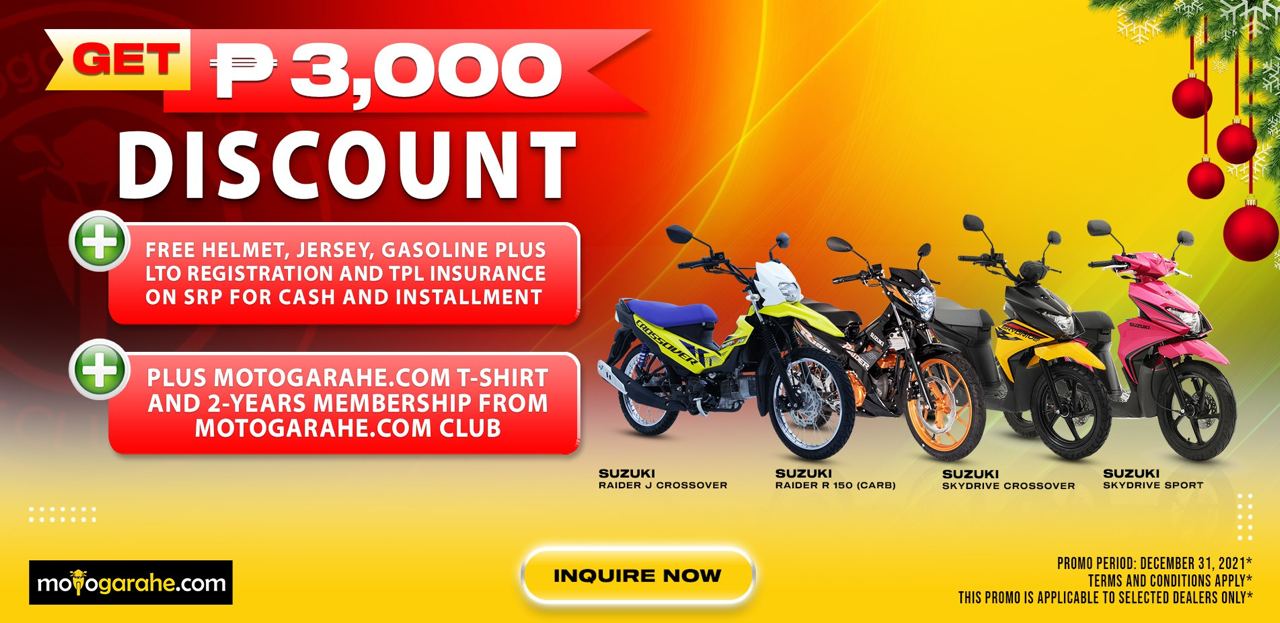 GET ₱ 3,000
DISCOUNT
FREE HELMET, JERSEY, GASOLINE PLUS
LTO REGISTRATION AND TPL INSURANCE
ON SRP FOR CASH AND INSTALLMENT
PLUS MOTOGARAHE.COM T-SHIRT
AND 2-YEARS MEMBERSHIP FROM
MOTOGARAHE.COM CLUB
CROSSOVER
SUZUKI
SUZUKI
RAIDER J CROSSOVER
SUZUKI
RAIDER R 150 (CARB)
SUZUKI
SKYDRIVE CROSSOVER
SUZUKI
SKYDRIVE SPORT
motogarahe.com
INQUIRE NOW
PROMO PERIOD: DECEMBER 31, 2021*
TERMS AND CONDITIONS APPLY*
THIS PROMO IS APPLICABLE TO SELECTED DEALERS ONLY*